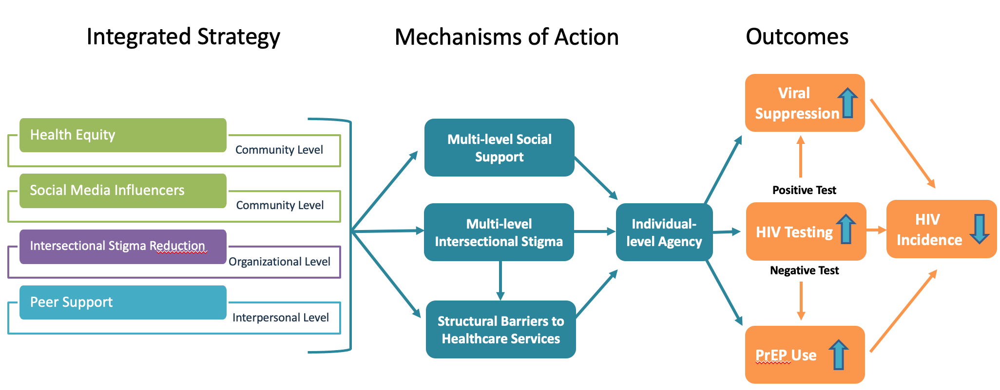 Integrated Strategy
Mechanisms of Action
Outcomes
Health Equity
Community Level
Social Media Influencers
Community Level
Intersectional Stigma Reduction
Organizational Level
Peer Support
Interpersonal Level
Multi-level Social
Support
Multi-level
Intersectional Stigma
Structural Barriers to
Healthcare Services
Individual-
level Agency
Viral
Suppression
Positive Test
HIV Testing
Negative Test
PrEP Use
HIV
Incidence